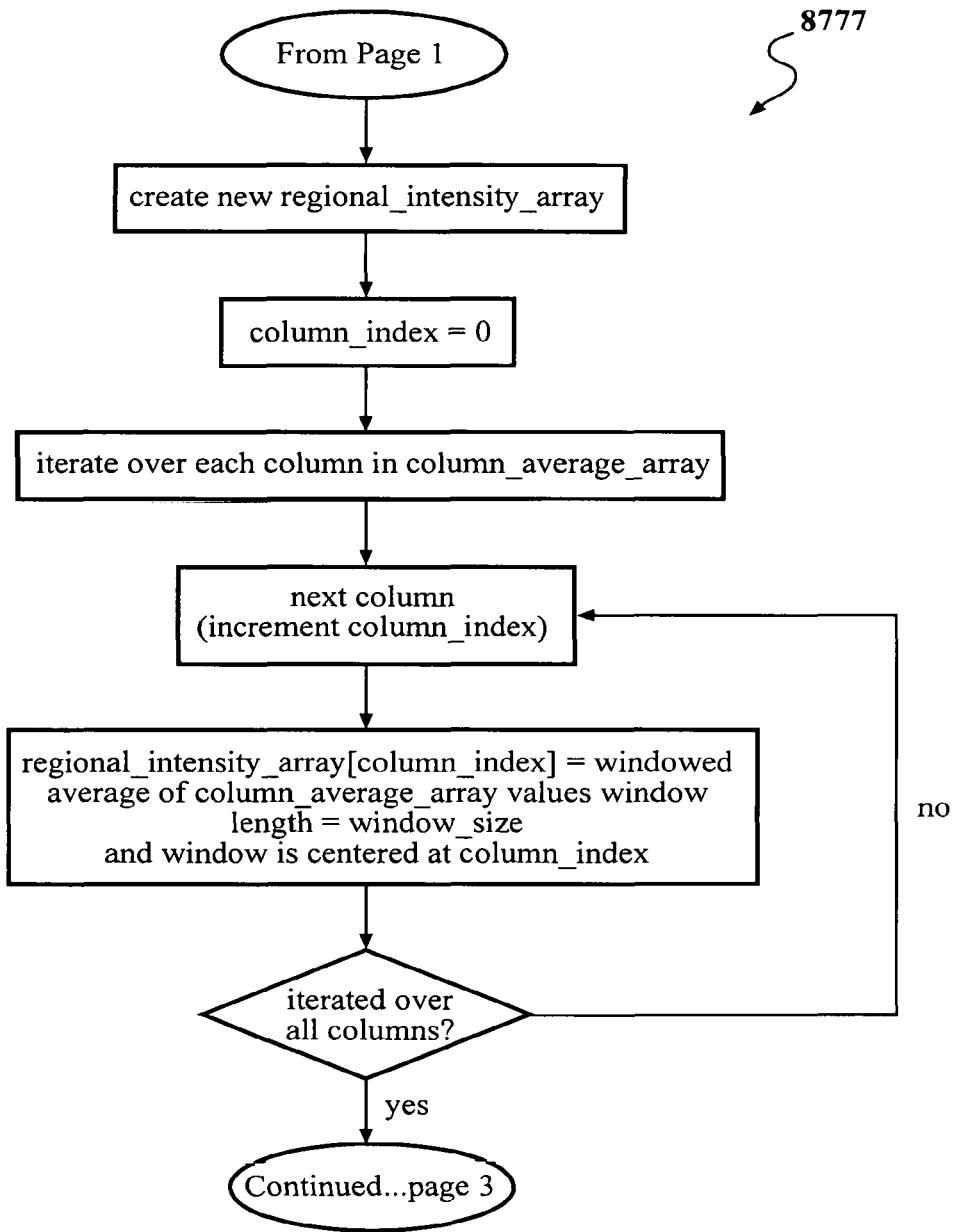 From Page 1
8777
create new regional_intensity_array
column_index = 0
iterate over each column in column_average_array
next column
(increment column_index)
regional_intensity_array[column_index] = windowed
average of column_average_array values window
length = window_size
and window is centered at column_index
no
iterated over
all columns?
yes
Continued...page 3